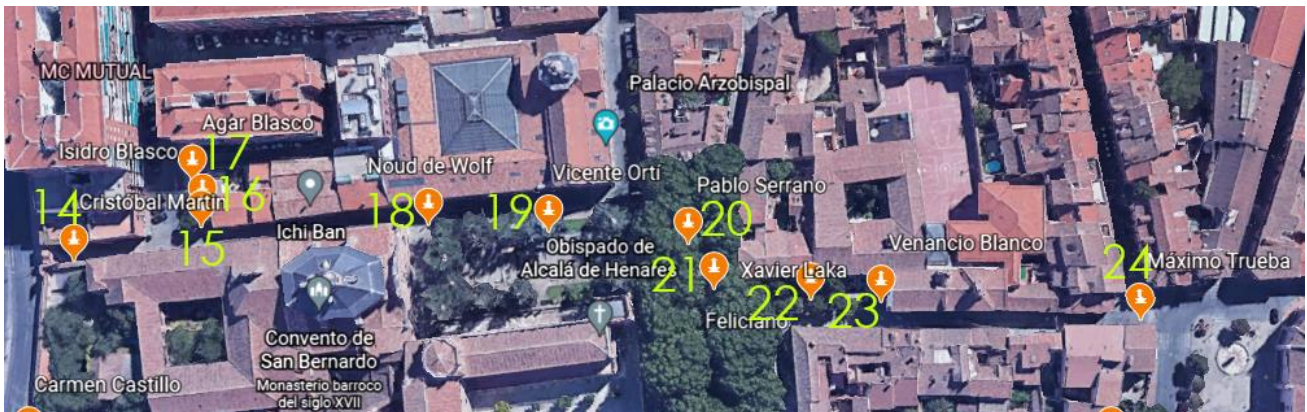 MC MUTUAL
Palacio Arzobispal
Agar Blasco
17
Isidro Blasco
Noud de Wolf
Vicente Ortí
14
Cristóbal Martín
16
18
19
Pablo Serrano
20
15
Ichi Ban
Obispado de
Alcalá de Henares
21
Xavier Laka
22
Venancio Blanco
23
24
Máximo Trueba
Feliciano
Convento de
San Bernardo
Monasterio barroco
del siglo XVII
Carmen Castillo